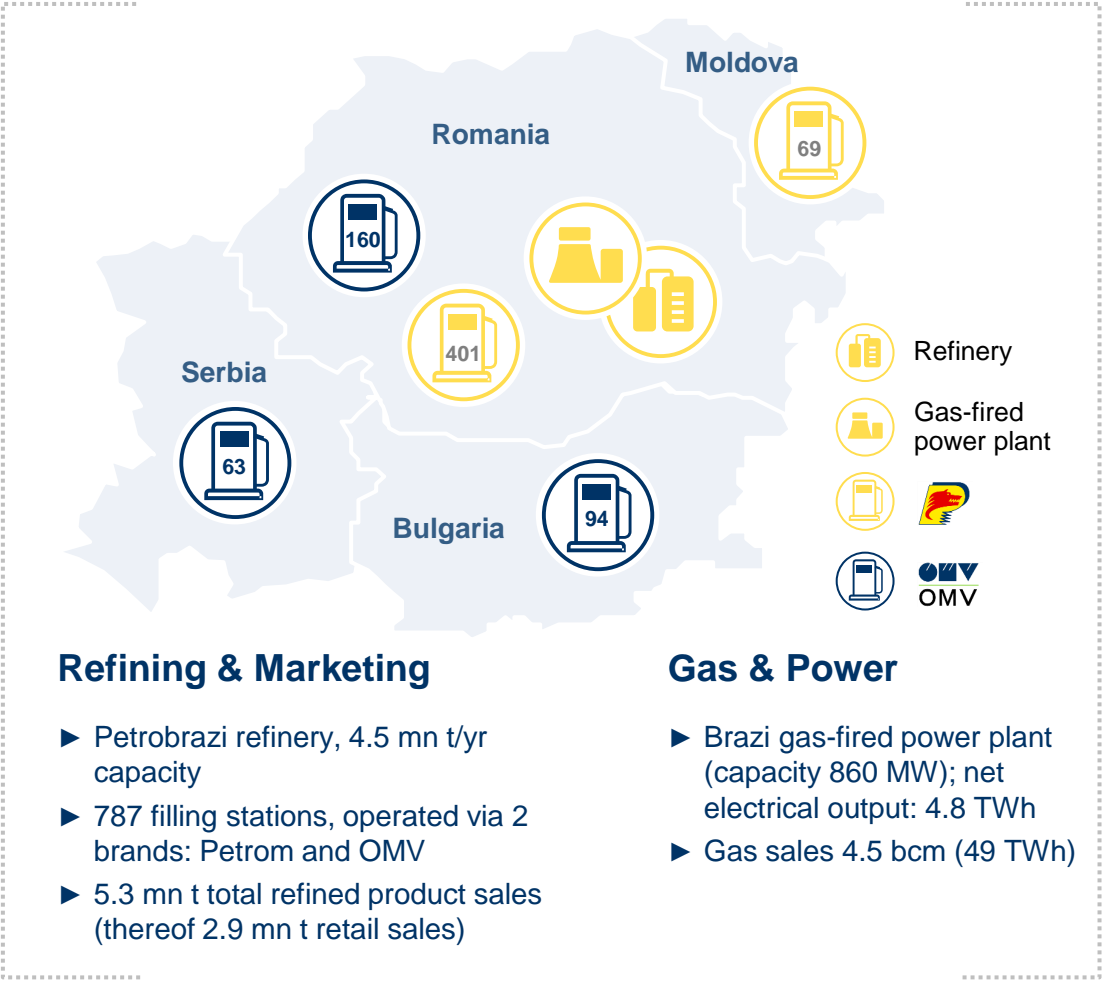 Moldova
69
Romania
160
401
Serbia
63
Bulgaria
94
Refinery
Gas-fired
power plant
OMV
OMV
Refining & Marketing
► Petrobrazi refinery, 4.5 mn t/yr
capacity
► 787 filling stations, operated via 2
brands: Petrom and OMV
► 5.3 mn t total refined product sales
(thereof 2.9 mn t retail sales)
Gas & Power
► Brazi gas-fired power plant
(capacity 860 MW); net
electrical output: 4.8 TWh
► Gas sales 4.5 bcm (49 TWh)